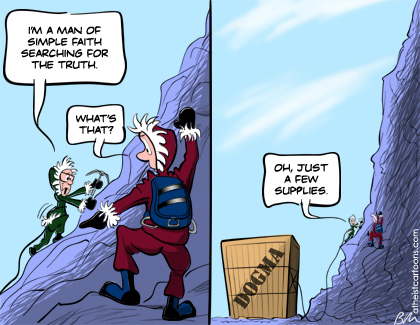 I'M A MAN OF
SIMPLE FAITH
SEARCHING FOR
THE TRUTH.
WHAT'S
THAT?
OH, JUST
A FEW
SUPPLIES.
DOGMA
atheistcartoons.com